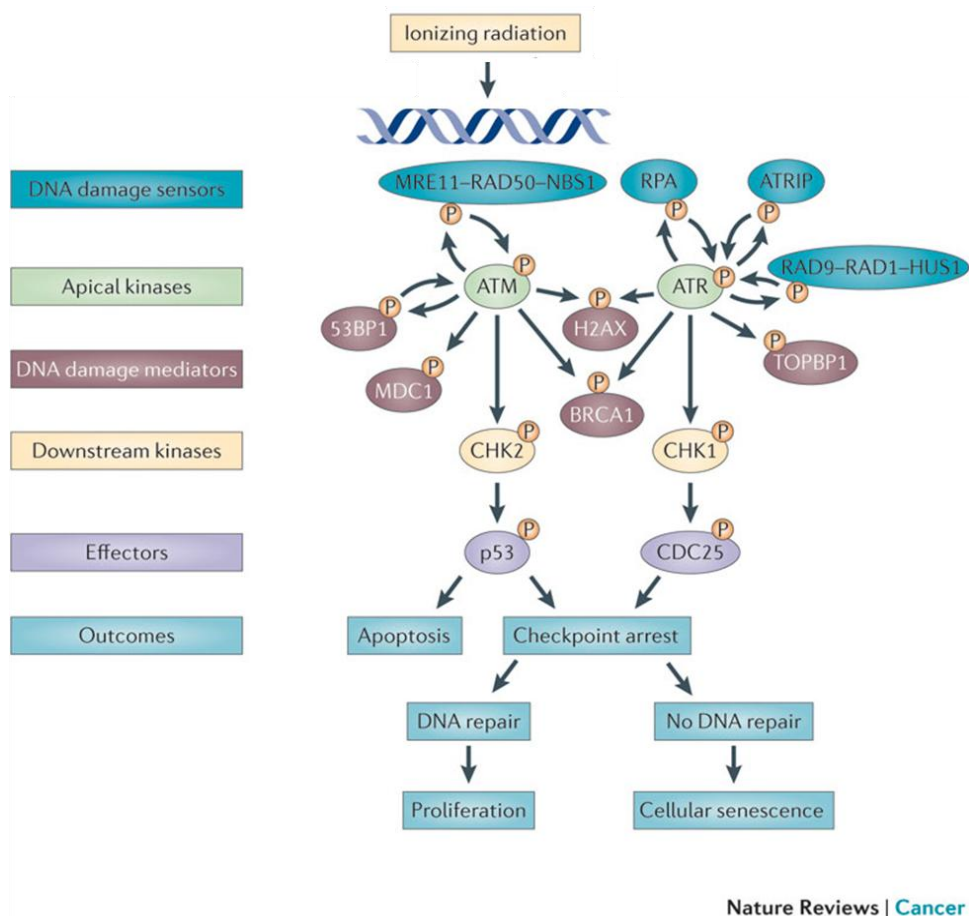 Ionizing radiation
DNA damage sensors
MRE11–RAD50–NBS1
RPA
ATRIP
P
P
P
RAD9–RAD1–HUS1
P
Apical kinases
ATM
P
ATR
P
53BP1
P
H2AX
P
DNA damage mediators
MDC1
P
BRCA1
P
TOPBP1
P
Downstream kinases
CHK2
P
CHK1
P
Effectors
p53
P
CDC25
P
Outcomes
Apoptosis
Checkpoint arrest
DNA repair
No DNA repair
Proliferation
Cellular senescence
Nature Reviews | Cancer